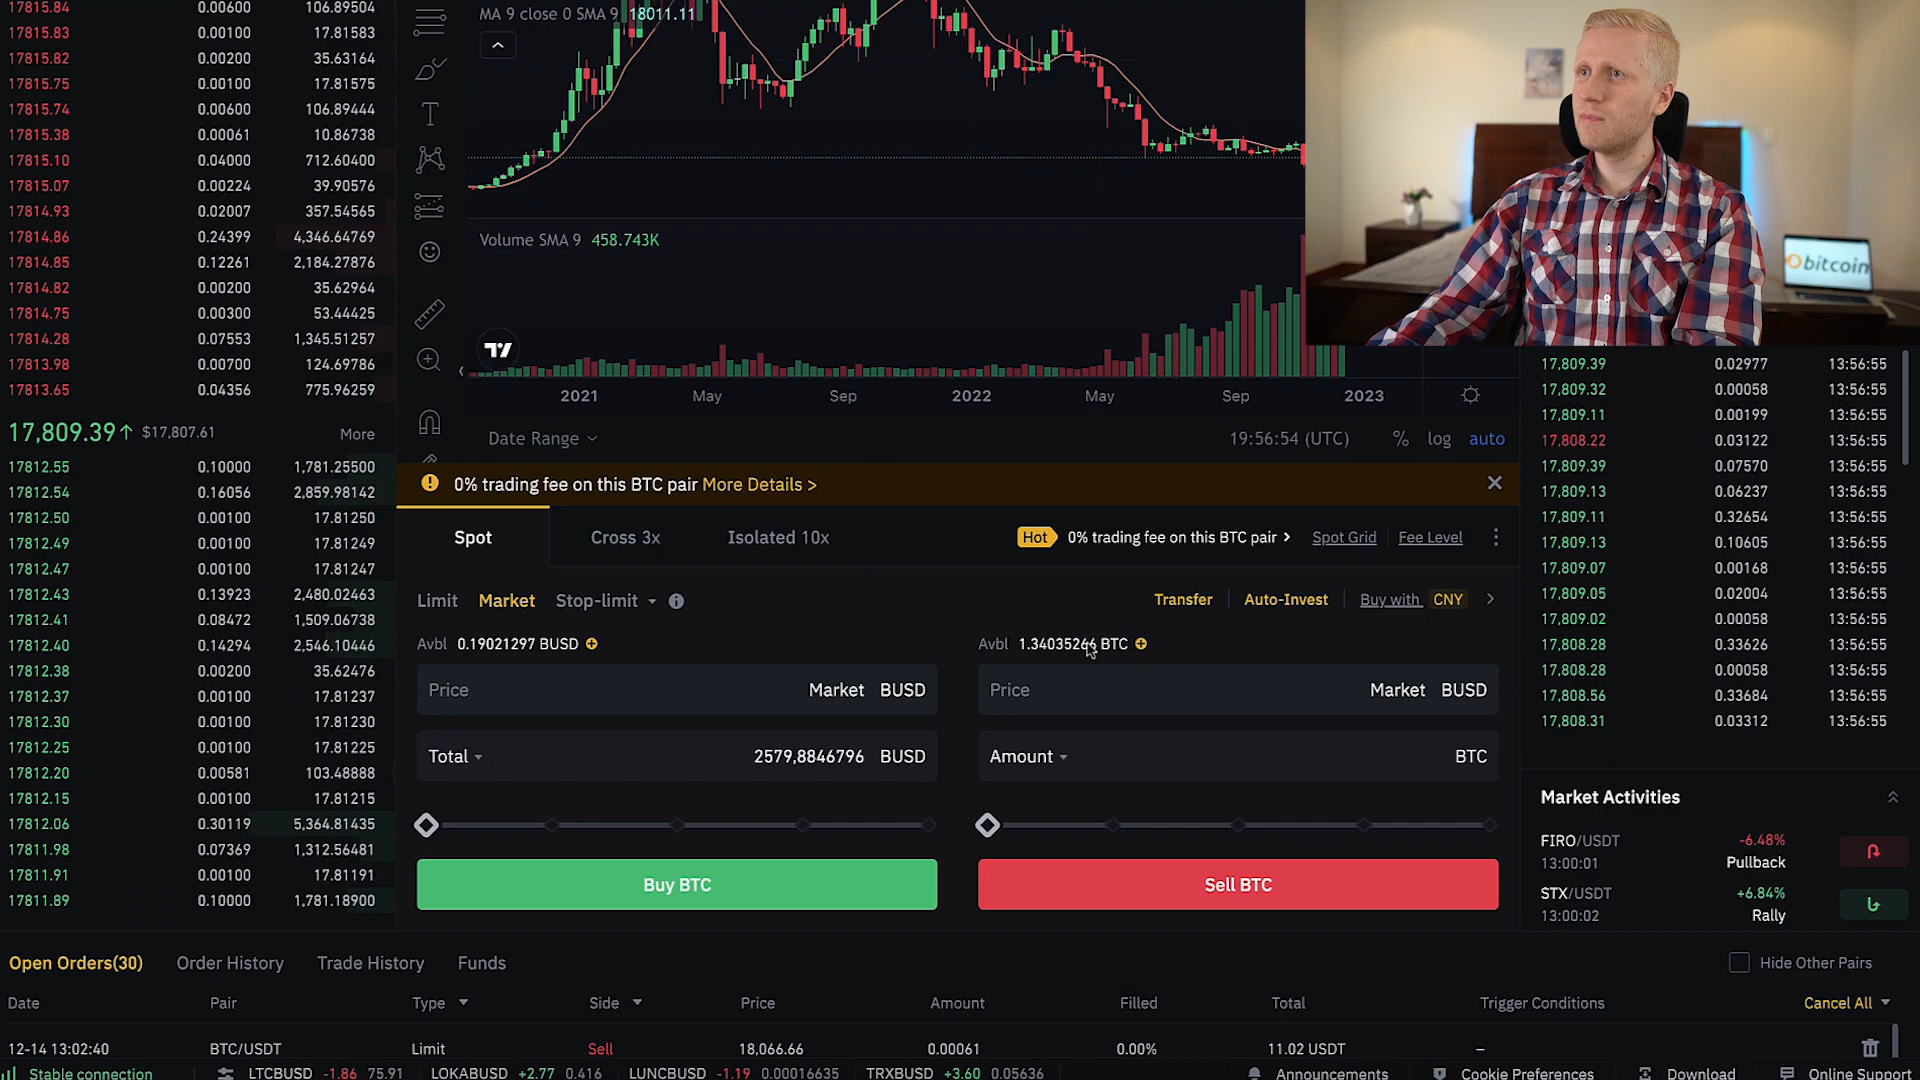 17815.84 0.00600 106.89504
17815.83 0.00100 17.81583
17815.82 0.00200 35.63164
17815.75 0.00100 17.81575
17815.74 0.00600 106.89444
17815.38 0.00061 10.86738
17815.10 0.04000 712.60400
17815.07 0.00224 39.90576
17814.93 0.02007 357.54565
17814.86 0.24399 4,346.64769
17814.85 0.12261 2,184.27876
17814.82 0.00200 35.62964
17814.75 0.00300 53.44425
17814.28 0.07553 1,345.51257
17813.98 0.00700 124.69786
17813.65 0.04356 775.96259
17,809.39↑ $17,807.61 More
17812.55 0.10000 1,781.25500
17812.54 0.16056 2,859.98142
17812.50 0.00100 17.81250
17812.49 0.00100 17.81249
17812.47 0.00100 17.81247
17812.43 0.13923 2,480.02463
17812.41 0.08472 1,509.06738
17812.40 0.14294 2,546.10446
17812.38 0.00200 35.62476
17812.37 0.00100 17.81237
17812.30 0.00100 17.81230
17812.25 0.00100 17.81225
17812.20 0.00581 103.48888
17812.15 0.00100 17.81215
17812.06 0.30119 5,364.81435
17811.98 0.07369 1,312.56481
17811.91 0.00100 17.81191
17811.89 0.10000 1,781.18900
MA 9 close 0 SMA 9 18011.11
Volume SMA 9 458.743K
2021 May Sep 2022 May Sep 2023
Date Range 19:56:54 (UTC) % log auto
0% trading fee on this BTC pair More Details >
Spot Cross 3x Isolated 10x Hot 0% trading fee on this BTC pair > Spot Grid Fee Level
Limit Market Stop-limit Transfer Auto-Invest Buy with CNY
Avbl 0.19021297 BUSD
Price Market BUSD
Total 2579,8846796 BUSD
Buy BTC
Avbl 1.34035266 BTC
Price Market BUSD
Amount BTC
Sell BTC
bitcoin
17,809.39 0.02977 13:56:55
17,809.32 0.00058 13:56:55
17,809.11 0.00199 13:56:55
17,808.22 0.03122 13:56:55
17,809.39 0.07570 13:56:55
17,809.13 0.06237 13:56:55
17,809.11 0.32654 13:56:55
17,809.13 0.10605 13:56:55
17,809.07 0.00168 13:56:55
17,809.05 0.02004 13:56:55
17,809.02 0.00058 13:56:55
17,808.28 0.33626 13:56:55
17,808.28 0.00058 13:56:55
17,808.56 0.33684 13:56:55
17,808.31 0.03312 13:56:55
Market Activities
FIRO/USDT -6.48%
13:00:01 Pullback
STX/USDT +6.84%
13:00:02 Rally
Open Orders(30) Order History Trade History Funds Hide Other Pairs
Date Pair Type Side Price Amount Filled Total Trigger Conditions Cancel All
12-14 13:02:40 BTC/USDT Limit Sell 18,066.66 0.00061 0.00% 11.02 USDT –
Stable connection LTCBUSD -1.86 75.91 LOKABUSD +2.77 0.416 LUNCBUSD -1.19 0.00016635 TRXBUSD +3.60 0.05636 Announcements Cookie Preferences Download Online Support